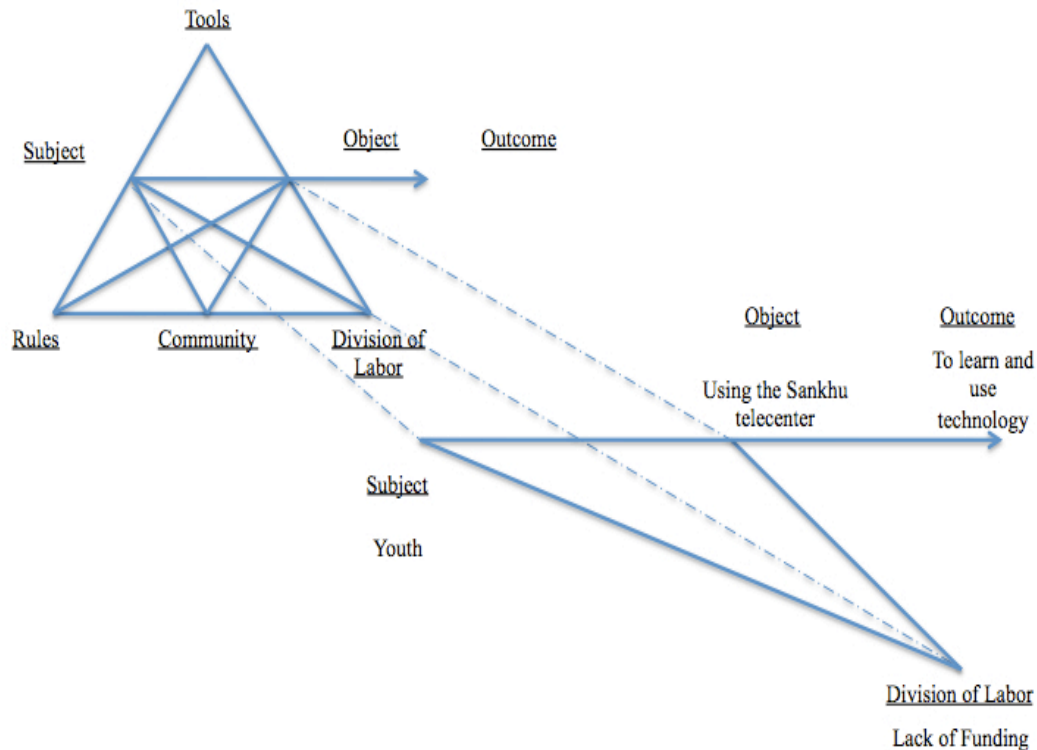 Tools
Subject
Object
Outcome
Rules
Community
Division of
Labor
Object
Outcome
Using the Sankhu
telecenter
To learn and
use
technology
Subject
Youth
Division of Labor
Lack of Funding